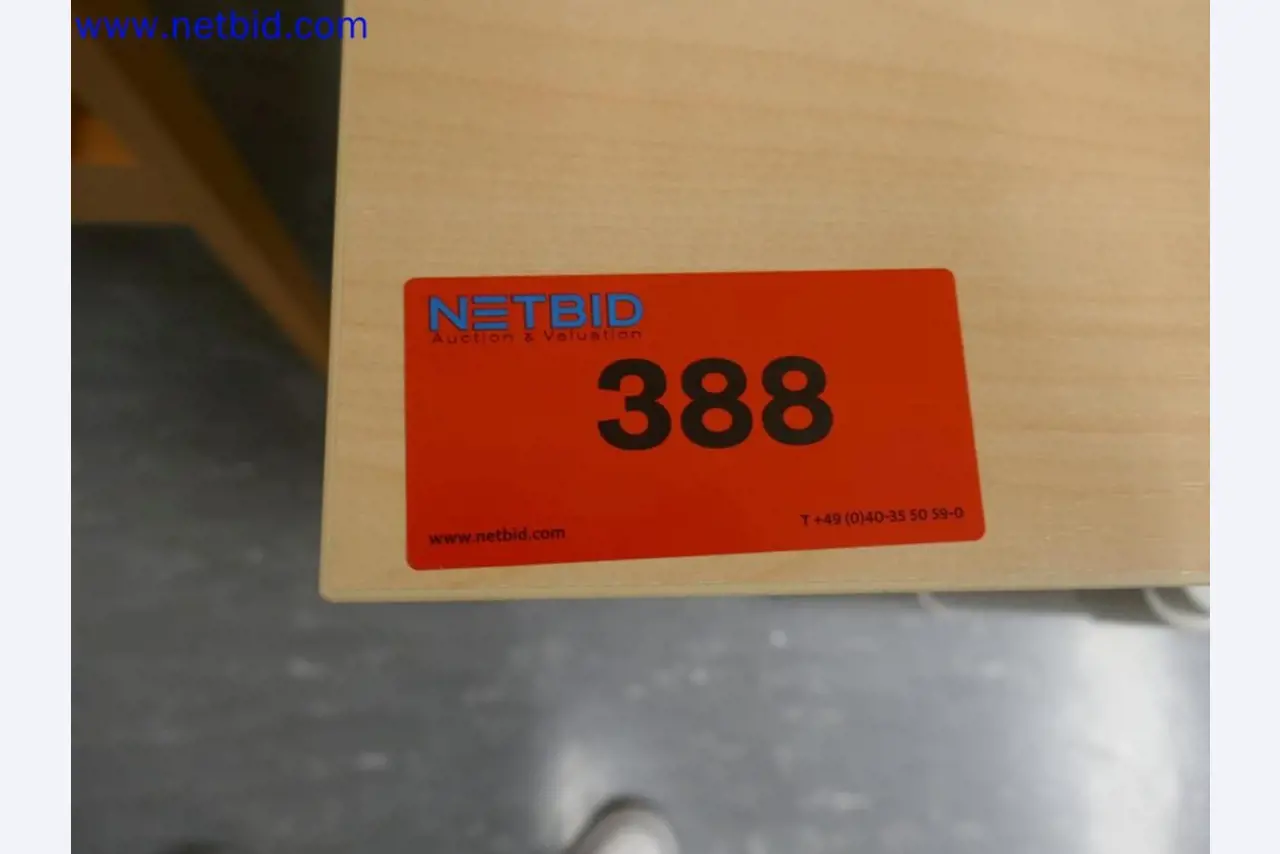 www.netbid.com
NETBID
Auction & Valuation
388
www.netbid.com
T +49 (0)40-35 50 59-0